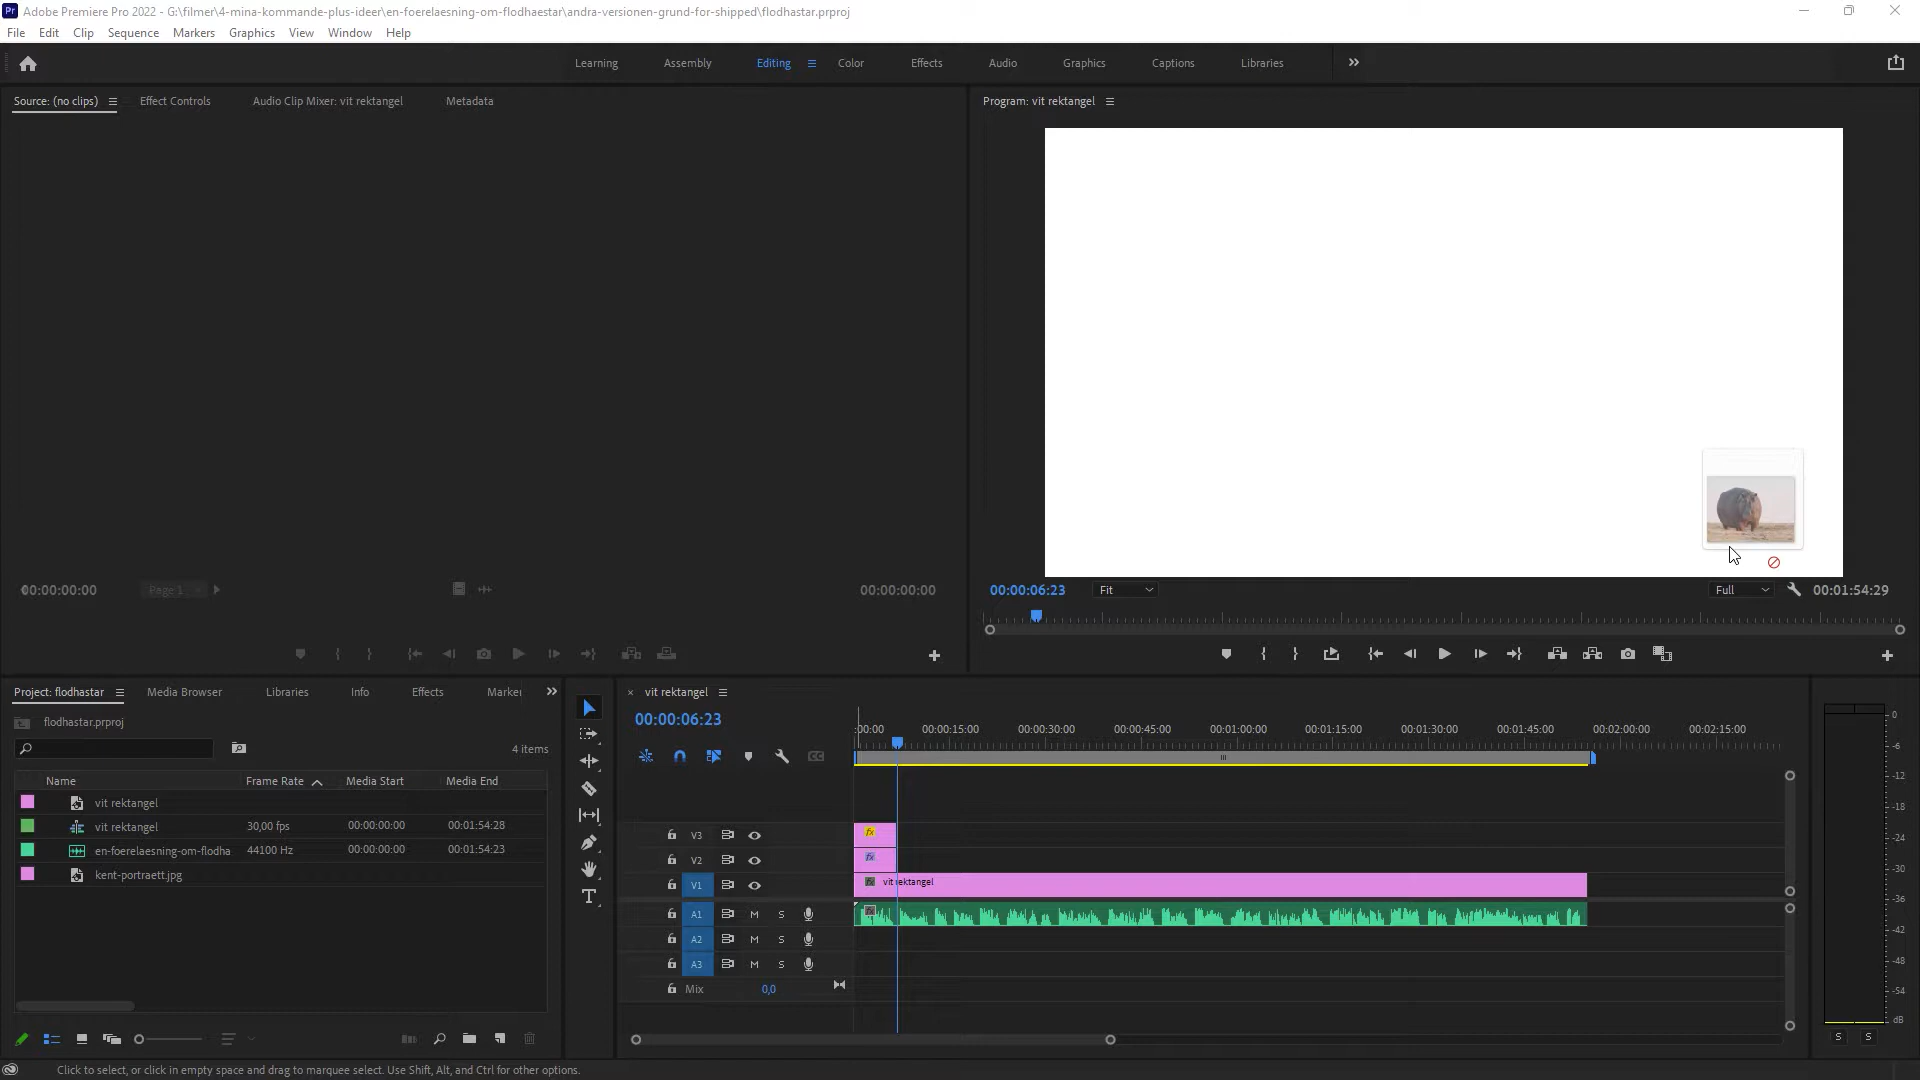 Pr Adobe Premiere Pro 2022 - G:\filmer\4-mina-kommande-plus-ideer\en-foerelaesning-om-flodhaestar\andra-versionen-grund-for-shipped\flodhastar.prproj
File Edit Clip Sequence Markers Graphics View Window Help
Learning Assembly Editing Color Effects Audio Graphics Captions Libraries
Source: (no clips) Effect Controls Audio Clip Mixer: vit rektangel Metadata
Program: vit rektangel
00:00:00:00 Page 1 00:00:00:00
00:00:06:23 Fit Full 00:01:54:29
Project: flodhastar Media Browser Libraries Info Effects Marker
flodhastar.prproj
4 items
Name Frame Rate Media Start Media End
vit rektangel
vit rektangel 30,00 fps 00:00:00:00 00:01:54:28
en-foerelaesning-om-flodha 44100 Hz 00:00:00:00 00:01:54:23
kent-portraett.jpg
vit rektangel
00:00:06:23
:00:00 00:00:15:00 00:00:30:00 00:00:45:00 00:01:00:00 00:01:15:00 00:01:30:00 00:01:45:00 00:02:00:00 00:02:15:00
V3 fx
V2 fx
V1 fx vit rektangel
A1 M S
A2 M S
A3 M S
Mix 0,0
0
-6
-12
-18
-24
-30
-36
-42
-48
-54
dB
S S
Click to select, or click in empty space and drag to marquee select. Use Shift, Alt, and Ctrl for other options.